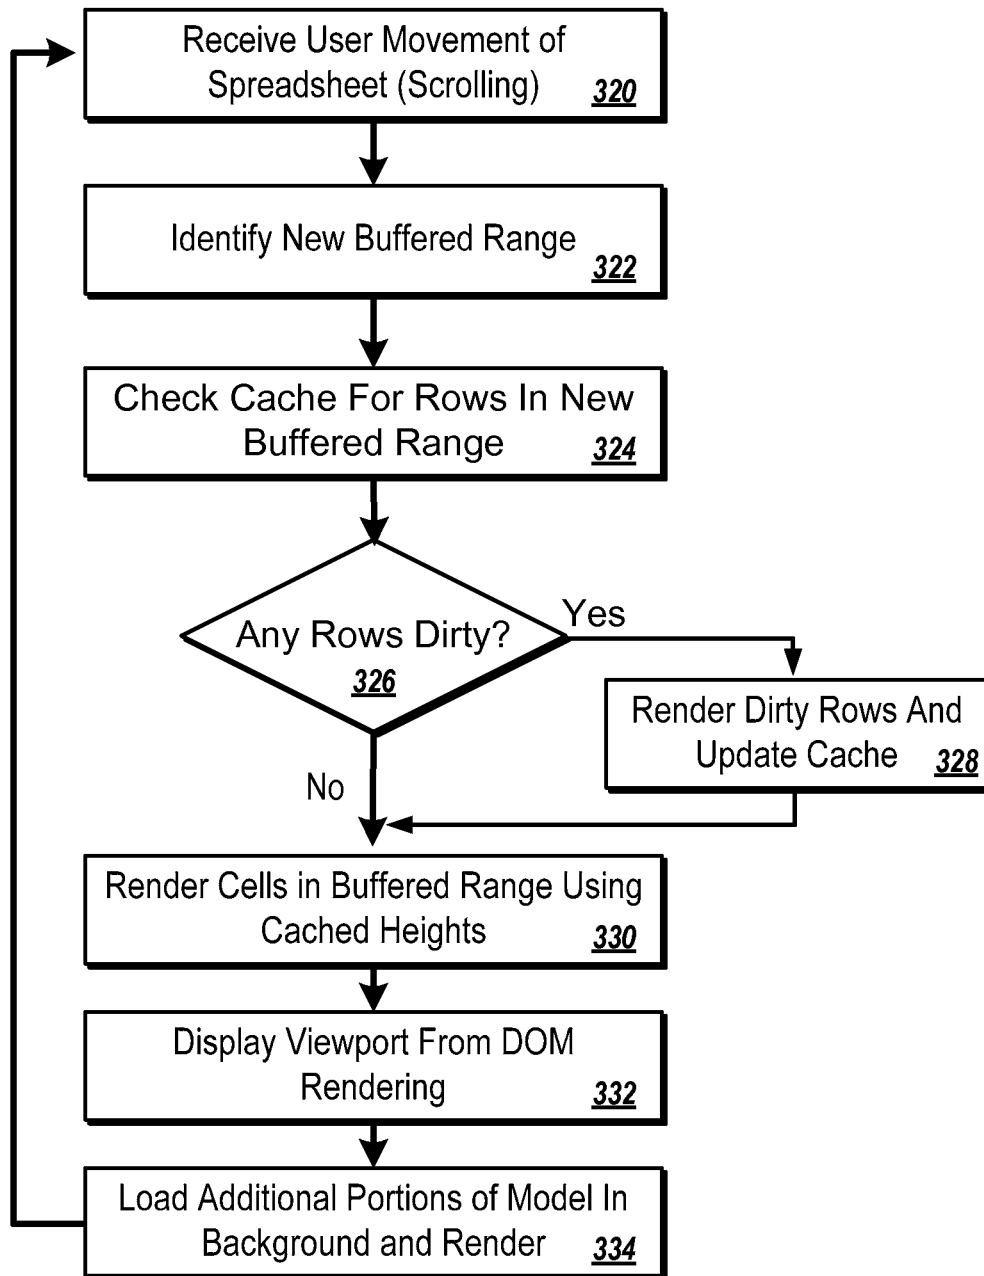 Receive User Movement of
Spreadsheet (Scrolling) 320
Identify New Buffered Range
322
Check Cache For Rows In New
Buffered Range 324
Any Rows Dirty?
326
Yes
Render Dirty Rows And
Update Cache 328
No
Render Cells in Buffered Range Using
Cached Heights 330
Display Viewport From DOM
Rendering 332
Load Additional Portions of Model In
Background and Render 334